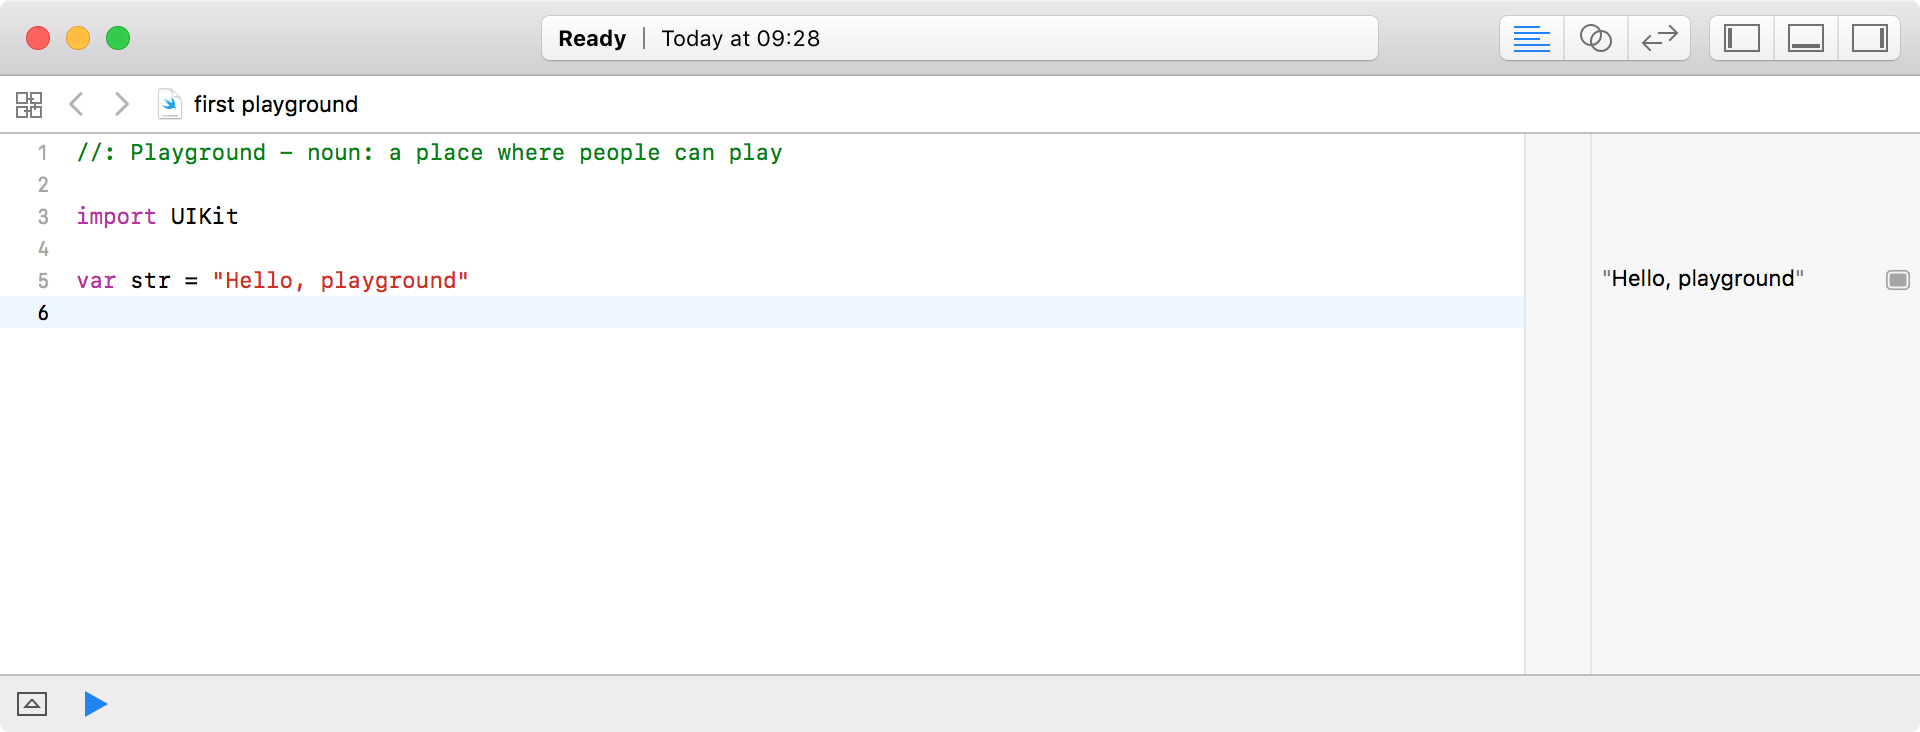 Ready | Today at 09:28
first playground
1 //: Playground - noun: a place where people can play
2
3 import UIKit
4
5 var str = "Hello, playground"
"Hello, playground"
6